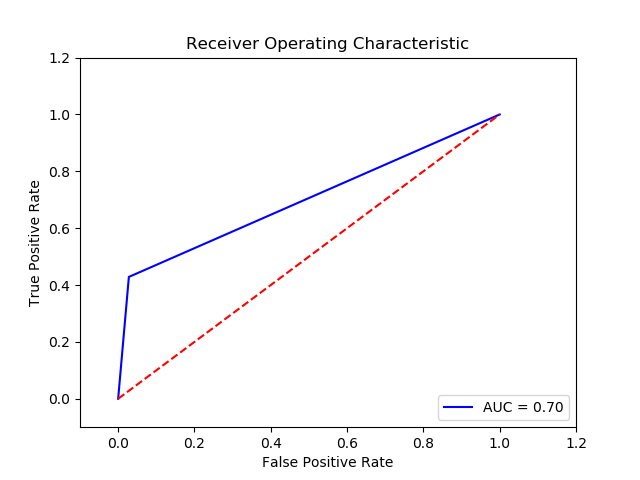 Receiver Operating Characteristic
True Positive Rate
1.2
1.0
0.8
0.6
0.4
0.2
0.0
AUC = 0.70
0.0 0.2 0.4 0.6 0.8 1.0 1.2
False Positive Rate